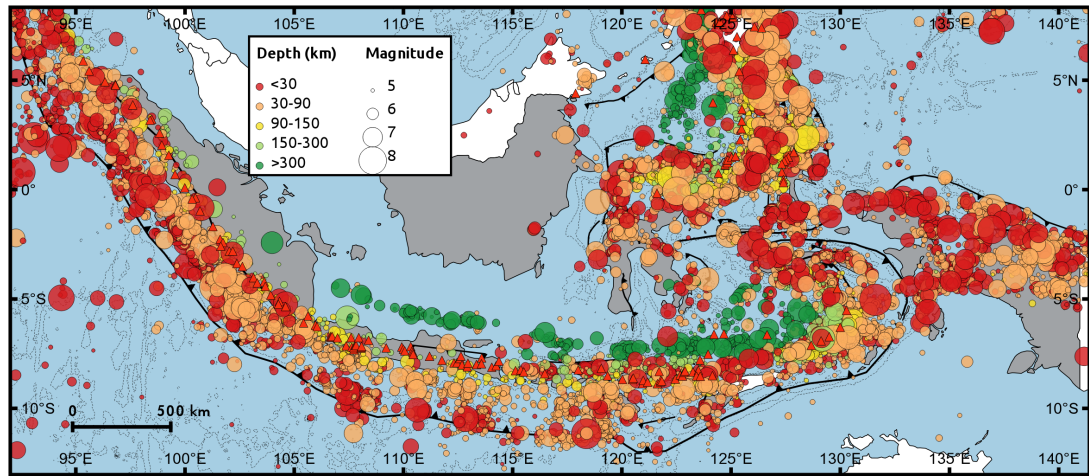 95°E 100°E 105°E 110°E 115°E 120°E 125°E 130°E 135°E 140°E
Depth (km) Magnitude
<30 5
30-90 6
90-150 7
150-300 8
>300
5°N 5°N
0° 0°
5°S 5°S
10°S 10°S
0 500 km
95°E 100°E 105°E 110°E 115°E 120°E 125°E 130°E 135°E 140°E